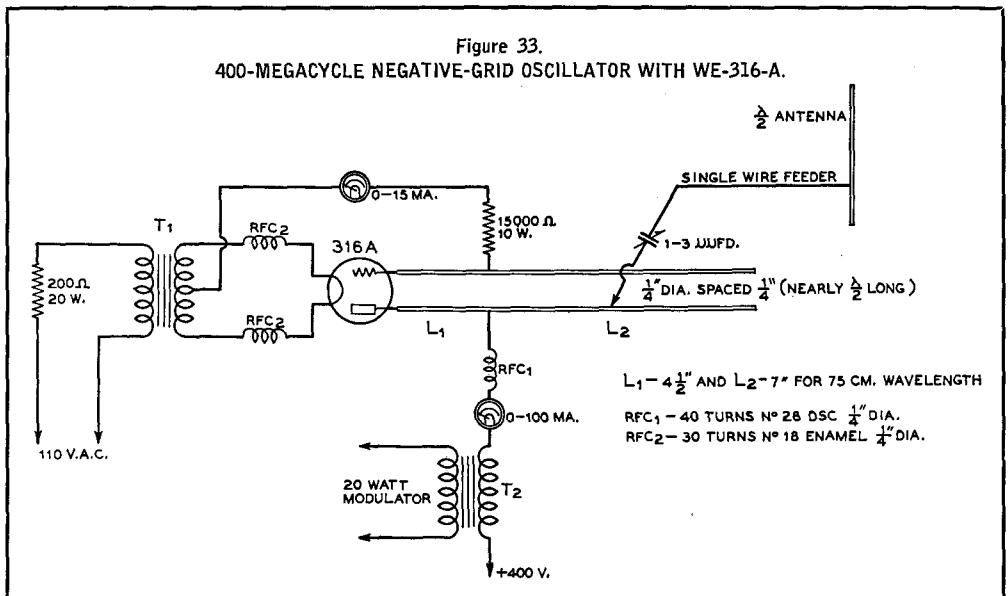 Figure 33.
400-MEGACYCLE NEGATIVE-GRID OSCILLATOR WITH WE-316-A.
λ/2 ANTENNA
SINGLE WIRE FEEDER
0-15 MA.
15000 Ω
10 W.
1-3 µµFD.
T1
RFC2
316A
200Ω
20 W.
RFC2
1/4" DIA. SPACED 1/4" (NEARLY λ/2 LONG)
L1
L2
RFC1
L1 - 4 1/2" AND L2 - 7" FOR 75 CM. WAVELENGTH
0-100 MA.
RFC1 - 40 TURNS Nº 28 DSC 1/4" DIA.
RFC2 - 30 TURNS Nº 18 ENAMEL 1/4" DIA.
110 V.A.C.
20 WATT
MODULATOR
T2
+400 V.